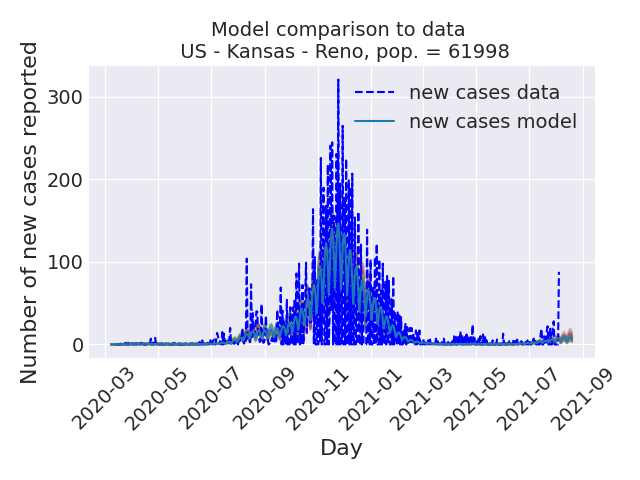 Model comparison to data
US - Kansas - Reno, pop. = 61998
Number of new cases reported
300
200
100
0
new cases data
new cases model
2020-03
2020-05
2020-07
2020-09
2020-11
2021-01
2021-03
2021-05
2021-07
2021-09
Day